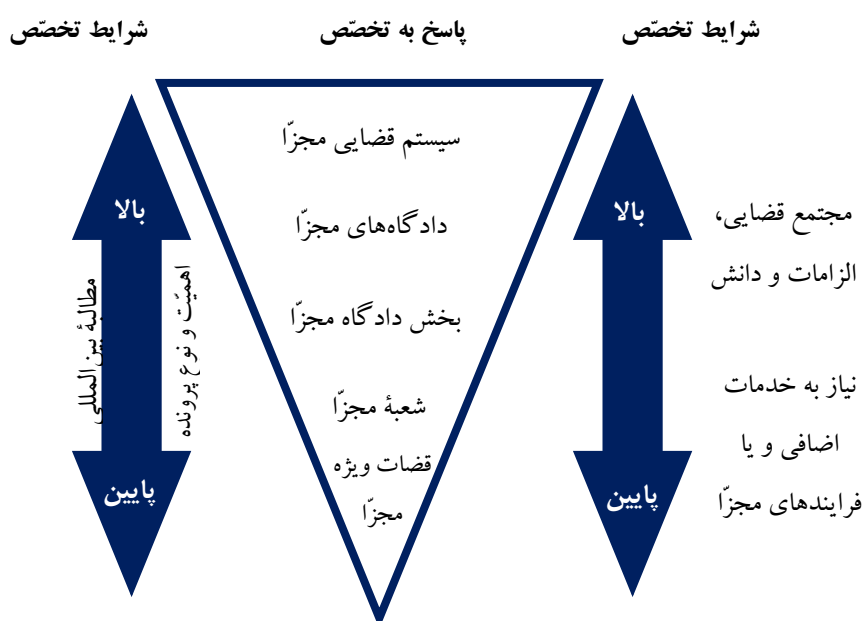 شرایط تخصّص
پاسخ به تخصّص
شرایط تخصّص
بالا
پایین
مجتمع قضایی،
الزامات و دانش
نیاز به خدمات
اضافی و یا
فرایندهای مجزّا
سیستم قضایی مجزّا
دادگاه‌های مجزّا
بخش دادگاه مجزّا
شعبهٔ مجزّا
قضات ویژه
مجزّا
بالا
پایین
اهمیّت و نوع پرونده
مطالبهٔ بین‌المللی